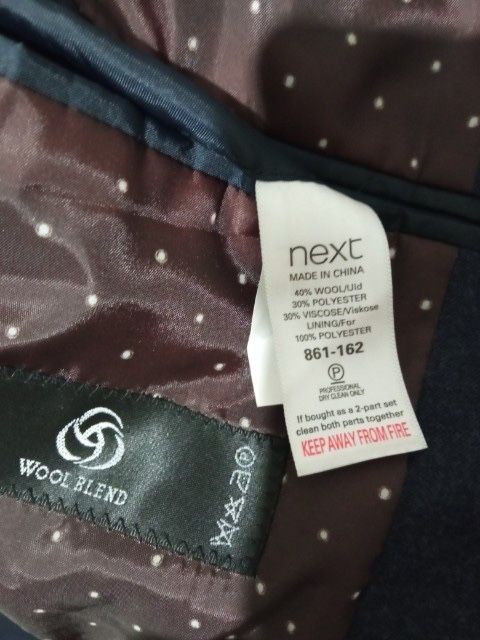 next
MADE IN CHINA
40% WOOL/Uld
30% POLYESTER
30% VISCOSE/Viskose
LINING/For
100% POLYESTER
861-162
P
PROFESSIONAL
DRY CLEAN ONLY
If bought as a 2-part set
clean both parts together
KEEP AWAY FROM FIRE
WOOL BLEND